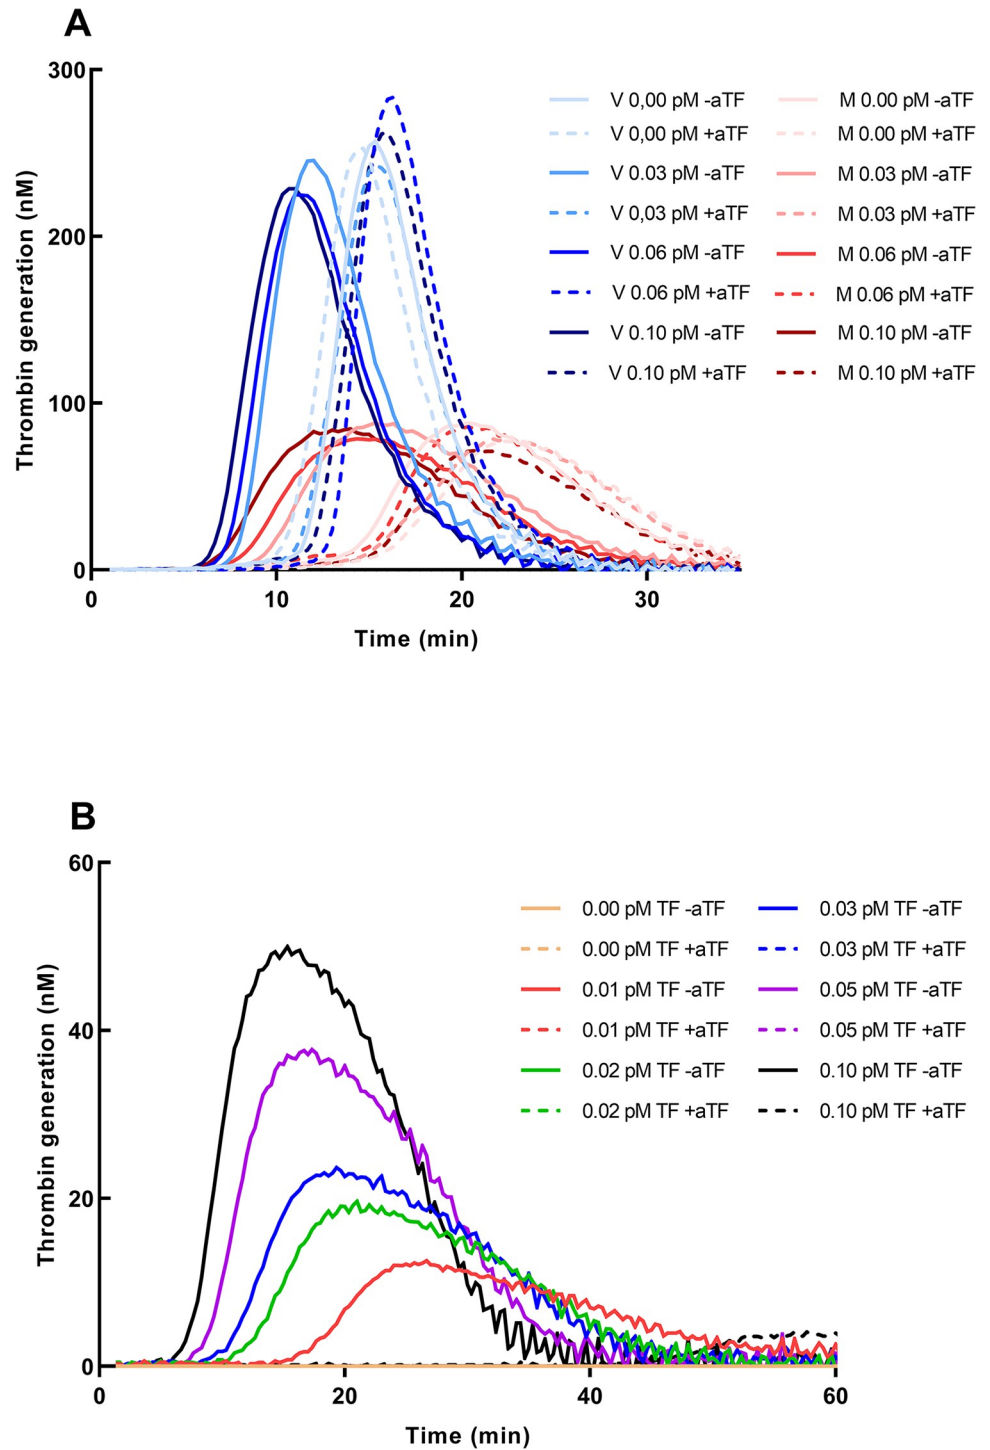 A
300
200
100
0
0 10 20 30
Thrombin generation (nM)
Time (min)
V 0,00 pM -aTF
V 0,00 pM +aTF
V 0.03 pM -aTF
V 0,03 pM +aTF
V 0.06 pM -aTF
V 0.06 pM +aTF
V 0.10 pM -aTF
V 0.10 pM +aTF
M 0.00 pM -aTF
M 0.00 pM +aTF
M 0.03 pM -aTF
M 0.03 pM +aTF
M 0.06 pM -aTF
M 0.06 pM +aTF
M 0.10 pM -aTF
M 0.10 pM +aTF
B
60
40
20
0
0 20 40 60
Thrombin generation (nM)
Time (min)
0.00 pM TF -aTF
0.00 pM TF +aTF
0.01 pM TF -aTF
0.01 pM TF +aTF
0.02 pM TF -aTF
0.02 pM TF +aTF
0.03 pM TF -aTF
0.03 pM TF +aTF
0.05 pM TF -aTF
0.05 pM TF +aTF
0.10 pM TF -aTF
0.10 pM TF +aTF